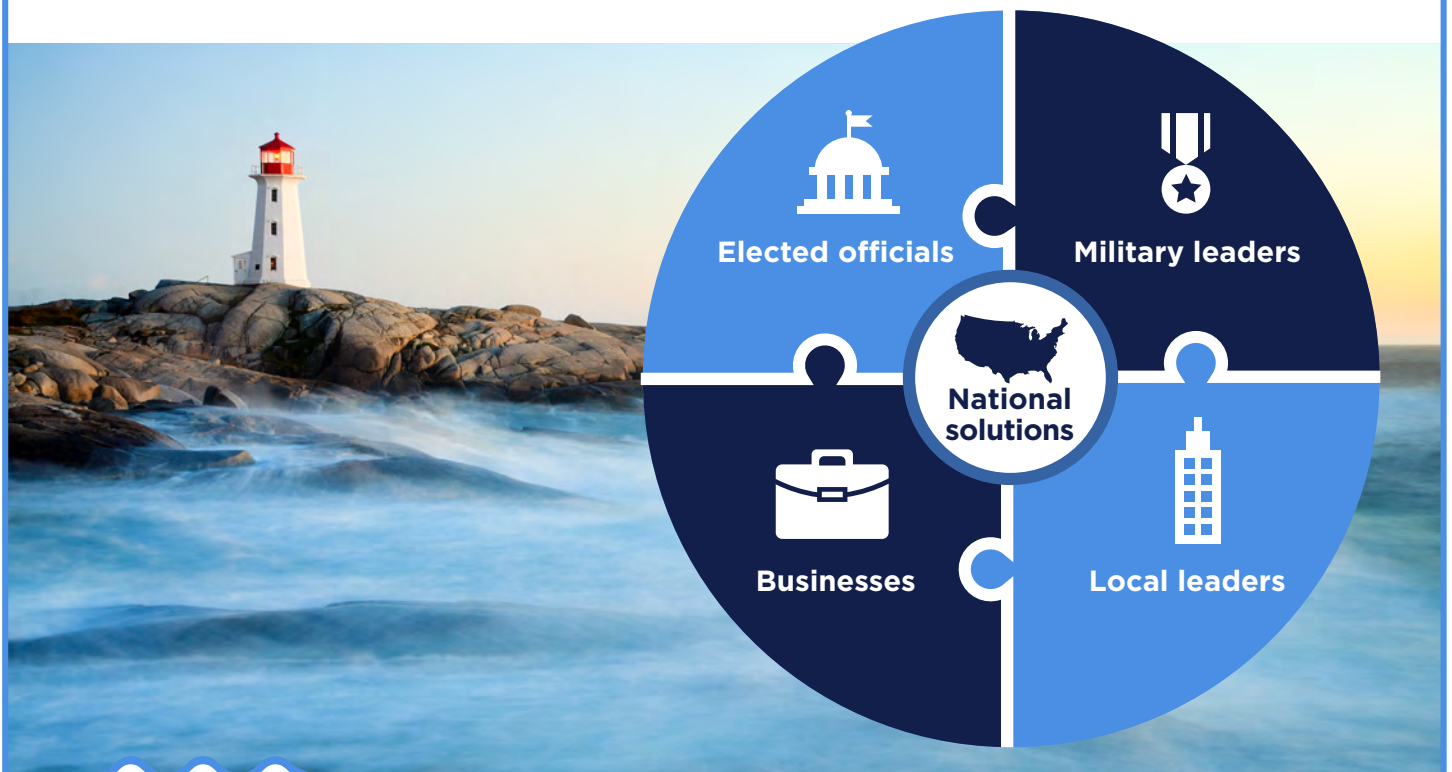 Elected officials
Military leaders
National
solutions
Businesses
Local leaders